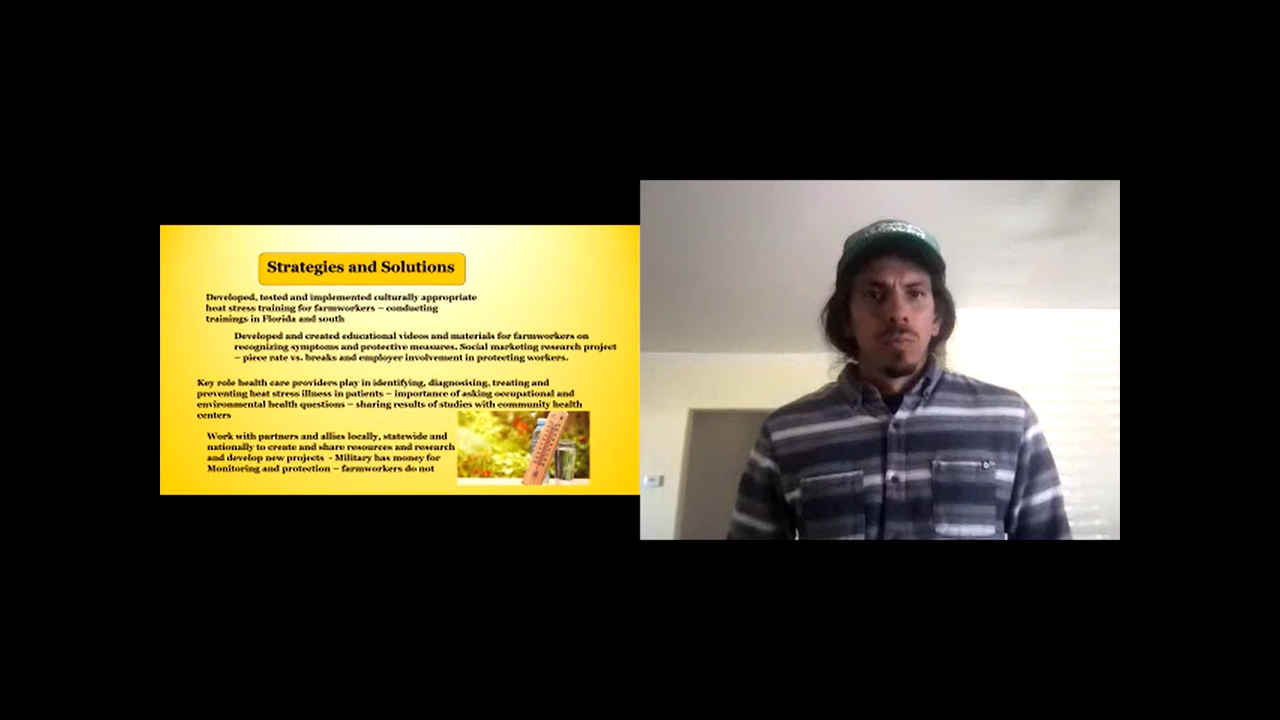 Strategies and Solutions
Developed, tested and implemented culturally appropriate
heat stress training for farmworkers – conducting
trainings in Florida and south
Developed and created educational videos and materials for farmworkers on
recognizing symptoms and protective measures. Social marketing research project
– piece rate vs. breaks and employer involvement in protecting workers.
Key role health care providers play in identifying, diagnosising, treating and
preventing heat stress illness in patients – importance of asking occupational and
environmental health questions – sharing results of studies with community health
centers
Work with partners and allies locally, statewide and
nationally to create and share resources and research
and develop new projects - Military has money for
Monitoring and protection – farmworkers do not